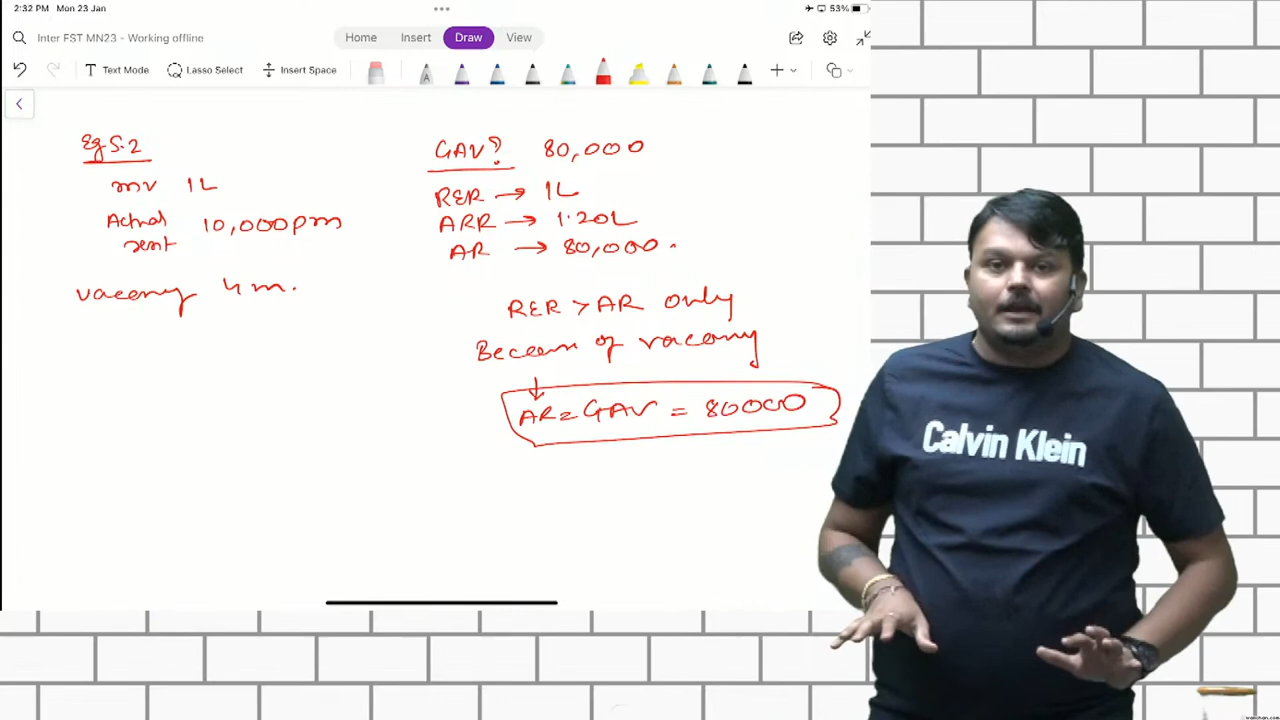 2:32 PM Mon 23 Jan
53%
Inter FST MN23 - Working offline
Home Insert Draw View
Text Mode Lasso Select Insert Space
A
Eg 5.2
mv 1L
Actual rent 10,000pm
vacancy 4m.
GAV? 80,000
RER → 1L
ARR → 1.20L
AR → 80,000.
RER > AR only
Because of vacancy
↓
AR = GAV = 80000
Calvin Klein